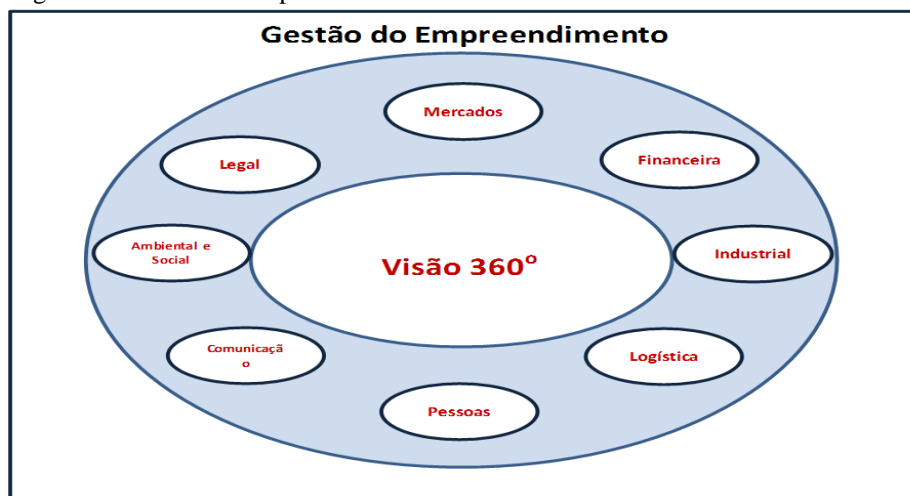 Gestão do Empreendimento
Mercados
Legal
Financeira
Ambiental e
Social
Visão 360º
Industrial
Comunicaçã
o
Logística
Pessoas